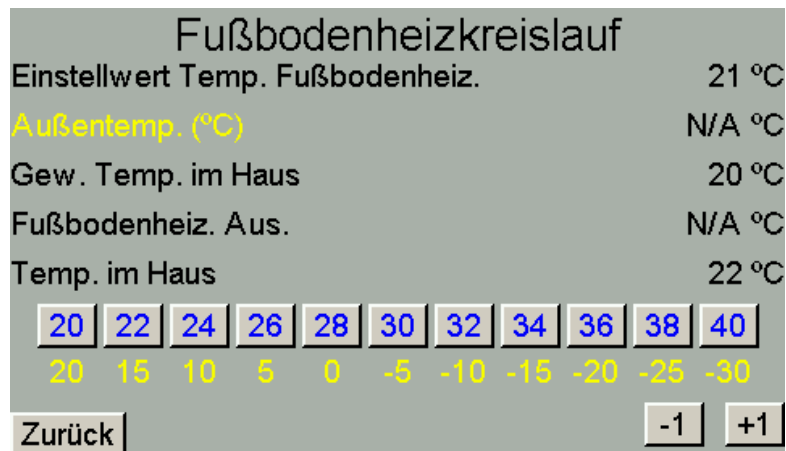 Fußbodenheizkreislauf
Einstellwert Temp. Fußbodenheiz. 21 ºC
Außentemp. (ºC) N/A ºC
Gew. Temp. im Haus 20 ºC
Fußbodenheiz. Aus. N/A ºC
Temp. im Haus 22 ºC
20 22 24 26 28 30 32 34 36 38 40
20 15 10 5 0 -5 -10 -15 -20 -25 -30
Zurück -1 +1